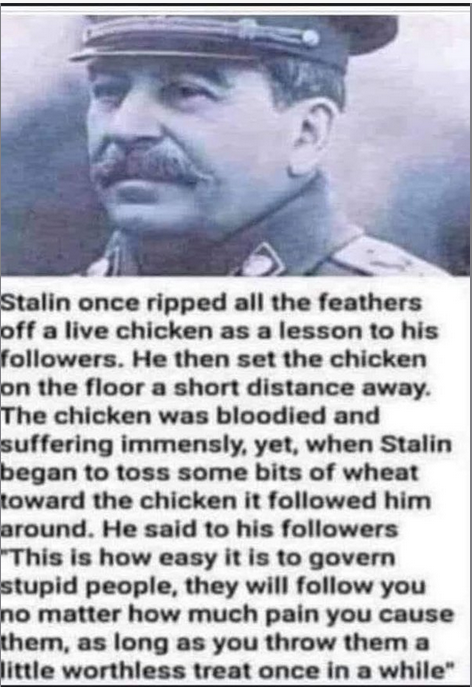 Stalin once ripped all the feathers
off a live chicken as a lesson to his
followers. He then set the chicken
on the floor a short distance away.
The chicken was bloodied and
suffering immensly, yet, when Stalin
began to toss some bits of wheat
toward the chicken it followed him
around. He said to his followers
"This is how easy it is to govern
stupid people, they will follow you
no matter how much pain you cause
them, as long as you throw them a
little worthless treat once in a while"